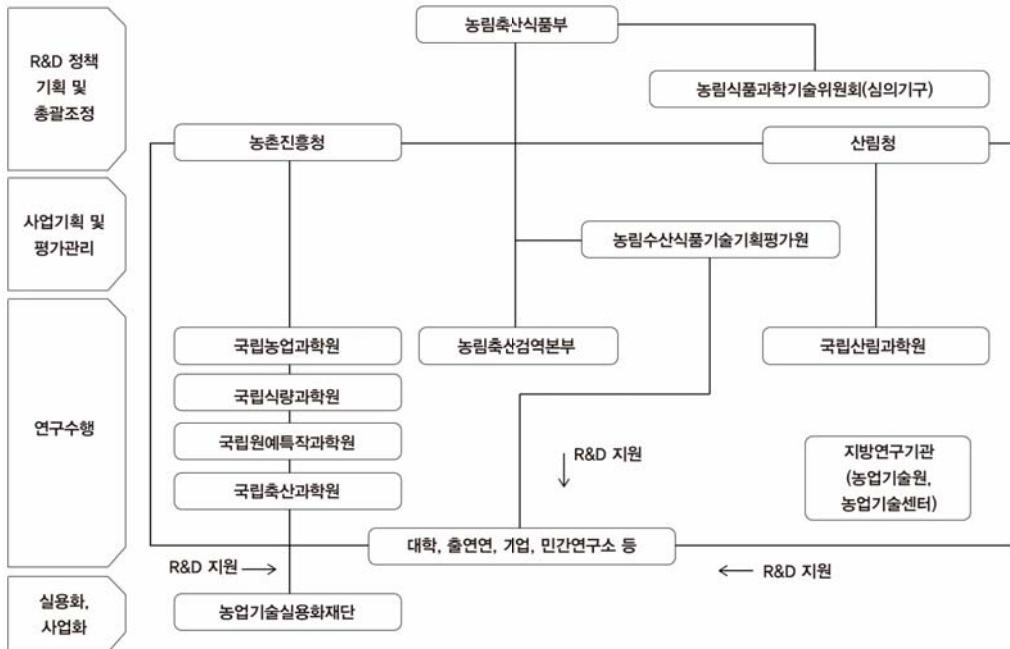 농림축산식품부
R&D 정책
기획 및
총괄조정
농림식품과학기술위원회(심의기구)
농촌진흥청
산림청
사업기획 및
평가관리
농림수산식품기술기획평가원
국립농업과학원
농림축산검역본부
국립산림과학원
국립식량과학원
연구수행
국립원예특작과학원
R&D 지원
지방연구기관
(농업기술원,
농업기술센터)
국립축산과학원
대학, 출연연, 기업, 민간연구소 등
R&D 지원
R&D 지원
실용화,
사업화
농업기술실용화재단